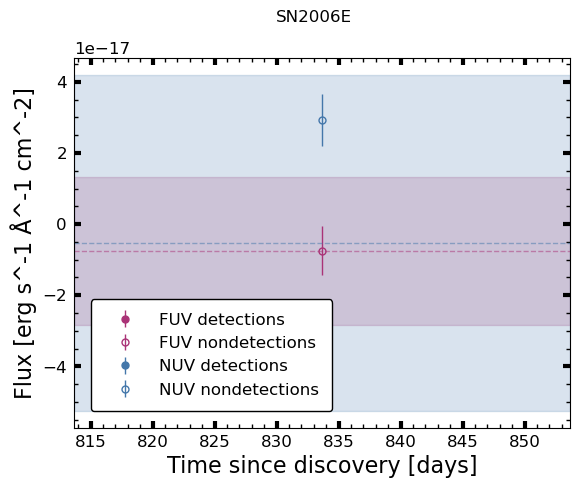 SN2006E
1e−17
4
2
0
−2
−4
Flux [erg s^-1 Å^-1 cm^-2]
FUV detections
FUV nondetections
NUV detections
NUV nondetections
815 820 825 830 835 840 845 850
Time since discovery [days]